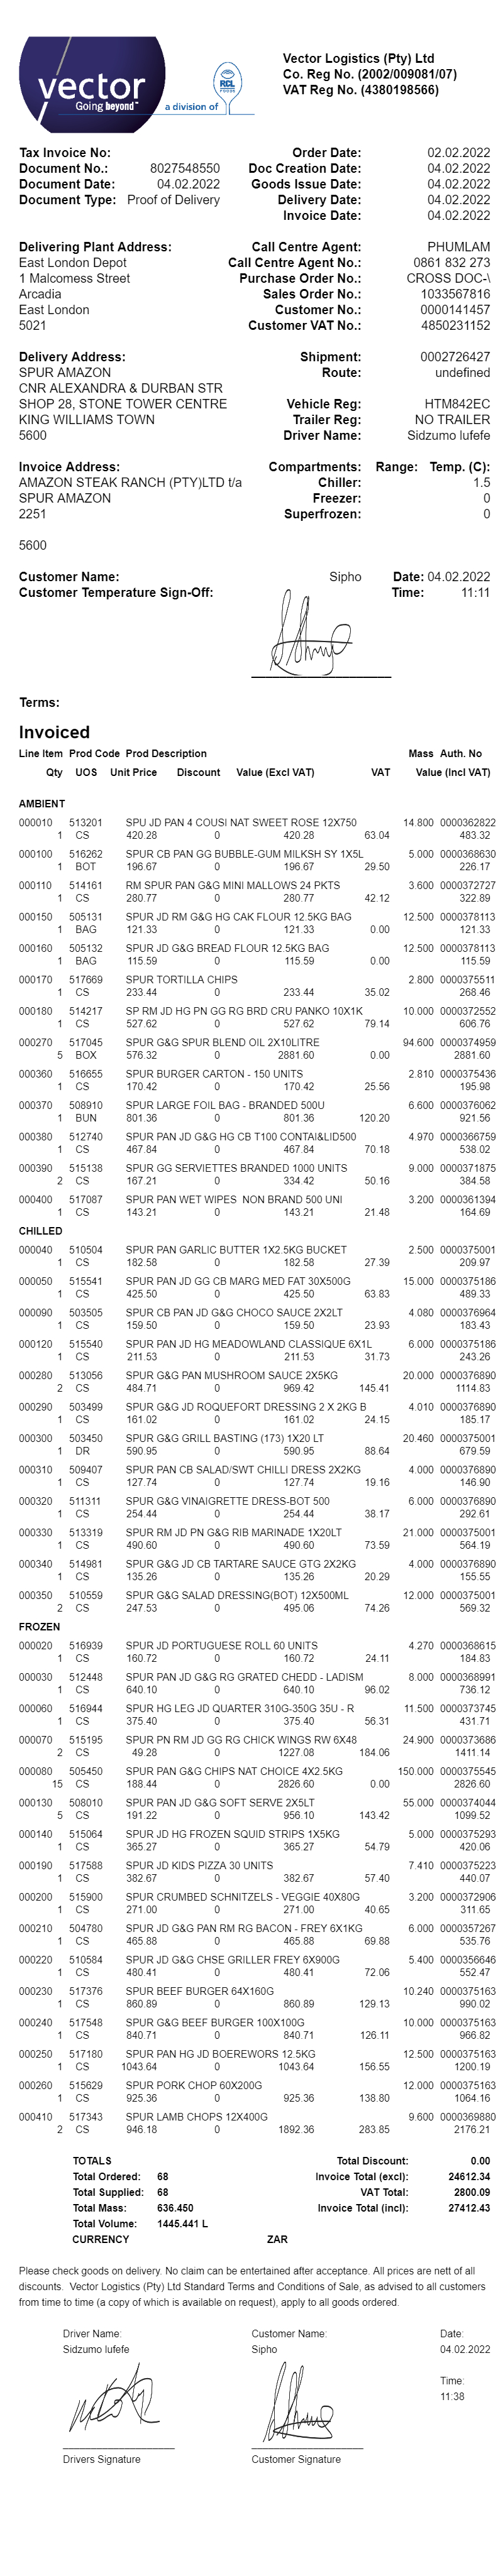 vector
Going beyond™
a division of
RCL
FOODS
Vector Logistics (Pty) Ltd
Co. Reg No. (2002/009081/07)
VAT Reg No. (4380198566)
Tax Invoice No: Order Date: 02.02.2022
Document No.: 8027548550 Doc Creation Date: 04.02.2022
Document Date: 04.02.2022 Goods Issue Date: 04.02.2022
Document Type: Proof of Delivery Delivery Date: 04.02.2022
Invoice Date: 04.02.2022
Delivering Plant Address: Call Centre Agent: PHUMLAM
East London Depot Call Centre Agent No.: 0861 832 273
1 Malcomess Street Purchase Order No.: CROSS DOC-\
Arcadia Sales Order No.: 1033567816
East London Customer No.: 0000141457
5021 Customer VAT No.: 4850231152
Delivery Address: Shipment: 0002726427
SPUR AMAZON Route: undefined
CNR ALEXANDRA & DURBAN STR
SHOP 28, STONE TOWER CENTRE Vehicle Reg: HTM842EC
KING WILLIAMS TOWN Trailer Reg: NO TRAILER
5600 Driver Name: Sidzumo lufefe
Invoice Address: Compartments: Range: Temp. (C):
AMAZON STEAK RANCH (PTY)LTD t/a Chiller: 1.5
SPUR AMAZON Freezer: 0
2251 Superfrozen: 0
5600
Customer Name: Sipho Date: 04.02.2022
Customer Temperature Sign-Off: Time: 11:11
Terms:
Invoiced
Line Item Prod Code Prod Description Mass Auth. No
Qty UOS Unit Price Discount Value (Excl VAT) VAT Value (Incl VAT)
AMBIENT
000010 513201 SPU JD PAN 4 COUSI NAT SWEET ROSE 12X750 14.800 0000362822
1 CS 420.28 0 420.28 63.04 483.32
000100 516262 SPUR CB PAN GG BUBBLE-GUM MILKSH SY 1X5L 5.000 0000368630
1 BOT 196.67 0 196.67 29.50 226.17
000110 514161 RM SPUR PAN G&G MINI MALLOWS 24 PKTS 3.600 0000372727
1 CS 280.77 0 280.77 42.12 322.89
000150 505131 SPUR JD RM G&G HG CAK FLOUR 12.5KG BAG 12.500 0000378113
1 BAG 121.33 0 121.33 0.00 121.33
000160 505132 SPUR JD G&G BREAD FLOUR 12.5KG BAG 12.500 0000378113
1 BAG 115.59 0 115.59 0.00 115.59
000170 517669 SPUR TORTILLA CHIPS 2.800 0000375511
1 CS 233.44 0 233.44 35.02 268.46
000180 514217 SP RM JD HG PN GG RG BRD CRU PANKO 10X1K 10.000 0000372552
1 CS 527.62 0 527.62 79.14 606.76
000270 517045 SPUR G&G SPUR BLEND OIL 2X10LITRE 94.600 0000374959
5 BOX 576.32 0 2881.60 0.00 2881.60
000360 516655 SPUR BURGER CARTON - 150 UNITS 2.810 0000375436
1 CS 170.42 0 170.42 25.56 195.98
000370 508910 SPUR LARGE FOIL BAG - BRANDED 500U 6.600 0000376062
1 BUN 801.36 0 801.36 120.20 921.56
000380 512740 SPUR PAN JD G&G HG CB T100 CONTAI&LID500 4.970 0000366759
1 CS 467.84 0 467.84 70.18 538.02
000390 515138 SPUR GG SERVIETTES BRANDED 1000 UNITS 9.000 0000371875
2 CS 167.21 0 334.42 50.16 384.58
000400 517087 SPUR PAN WET WIPES NON BRAND 500 UNI 3.200 0000361394
1 CS 143.21 0 143.21 21.48 164.69
CHILLED
000040 510504 SPUR PAN GARLIC BUTTER 1X2.5KG BUCKET 2.500 0000375001
1 CS 182.58 0 182.58 27.39 209.97
000050 515541 SPUR PAN JD GG CB MARG MED FAT 30X500G 15.000 0000375186
1 CS 425.50 0 425.50 63.83 489.33
000090 503505 SPUR CB PAN JD G&G CHOCO SAUCE 2X2LT 4.080 0000376964
1 CS 159.50 0 159.50 23.93 183.43
000120 515540 SPUR PAN JD HG MEADOWLAND CLASSIQUE 6X1L 6.000 0000375186
1 CS 211.53 0 211.53 31.73 243.26
000280 513056 SPUR G&G PAN MUSHROOM SAUCE 2X5KG 20.000 0000376890
2 CS 484.71 0 969.42 145.41 1114.83
000290 503499 SPUR G&G JD ROQUEFORT DRESSING 2 X 2KG B 4.010 0000376890
1 CS 161.02 0 161.02 24.15 185.17
000300 503450 SPUR G&G GRILL BASTING (173) 1X20 LT 20.460 0000375001
1 DR 590.95 0 590.95 88.64 679.59
000310 509407 SPUR PAN CB SALAD/SWT CHILLI DRESS 2X2KG 4.000 0000376890
1 CS 127.74 0 127.74 19.16 146.90
000320 511311 SPUR G&G VINAIGRETTE DRESS-BOT 500 6.000 0000376890
1 CS 254.44 0 254.44 38.17 292.61
000330 513319 SPUR RM JD PN G&G RIB MARINADE 1X20LT 21.000 0000375001
1 CS 490.60 0 490.60 73.59 564.19
000340 514981 SPUR G&G JD CB TARTARE SAUCE GTG 2X2KG 4.000 0000376890
1 CS 135.26 0 135.26 20.29 155.55
000350 510559 SPUR G&G SALAD DRESSING(BOT) 12X500ML 12.000 0000375001
2 CS 247.53 0 495.06 74.26 569.32
FROZEN
000020 516939 SPUR JD PORTUGUESE ROLL 60 UNITS 4.270 0000368615
1 CS 160.72 0 160.72 24.11 184.83
000030 512448 SPUR PAN JD G&G RG GRATED CHEDD - LADISM 8.000 0000368991
1 CS 640.10 0 640.10 96.02 736.12
000060 516944 SPUR HG LEG JD QUARTER 310G-350G 35U - R 11.500 0000373745
1 CS 375.40 0 375.40 56.31 431.71
000070 515195 SPUR PN RM JD GG RG CHICK WINGS RW 6X48 24.900 0000373686
2 CS 49.28 0 1227.08 184.06 1411.14
000080 505450 SPUR PAN G&G CHIPS NAT CHOICE 4X2.5KG 150.000 0000375545
15 CS 188.44 0 2826.60 0.00 2826.60
000130 508010 SPUR PAN JD G&G SOFT SERVE 2X5LT 55.000 0000374044
5 CS 191.22 0 956.10 143.42 1099.52
000140 515064 SPUR JD HG FROZEN SQUID STRIPS 1X5KG 5.000 0000375293
1 CS 365.27 0 365.27 54.79 420.06
000190 517588 SPUR JD KIDS PIZZA 30 UNITS 7.410 0000375223
1 CS 382.67 0 382.67 57.40 440.07
000200 515900 SPUR CRUMBED SCHNITZELS - VEGGIE 40X80G 3.200 0000372906
1 CS 271.00 0 271.00 40.65 311.65
000210 504780 SPUR JD G&G PAN RM RG BACON - FREY 6X1KG 6.000 0000357267
1 CS 465.88 0 465.88 69.88 535.76
000220 510584 SPUR JD G&G CHSE GRILLER FREY 6X900G 5.400 0000356646
1 CS 480.41 0 480.41 72.06 552.47
000230 517376 SPUR BEEF BURGER 64X160G 10.240 0000375163
1 CS 860.89 0 860.89 129.13 990.02
000240 517548 SPUR G&G BEEF BURGER 100X100G 10.000 0000375163
1 CS 840.71 0 840.71 126.11 966.82
000250 517180 SPUR PAN HG JD BOEREWORS 12.5KG 12.500 0000375163
1 CS 1043.64 0 1043.64 156.55 1200.19
000260 515629 SPUR PORK CHOP 60X200G 12.000 0000375163
1 CS 925.36 0 925.36 138.80 1064.16
000410 517343 SPUR LAMB CHOPS 12X400G 9.600 0000369880
2 CS 946.18 0 1892.36 283.85 2176.21
TOTALS Total Discount: 0.00
Total Ordered: 68 Invoice Total (excl): 24612.34
Total Supplied: 68 VAT Total: 2800.09
Total Mass: 636.450 Invoice Total (incl): 27412.43
Total Volume: 1445.441 L
CURRENCY ZAR
Please check goods on delivery. No claim can be entertained after acceptance. All prices are nett of all
discounts. Vector Logistics (Pty) Ltd Standard Terms and Conditions of Sale, as advised to all customers
from time to time (a copy of which is available on request), apply to all goods ordered.
Driver Name: Customer Name: Date:
Sidzumo lufefe Sipho 04.02.2022
Time:
11:38
Drivers Signature Customer Signature